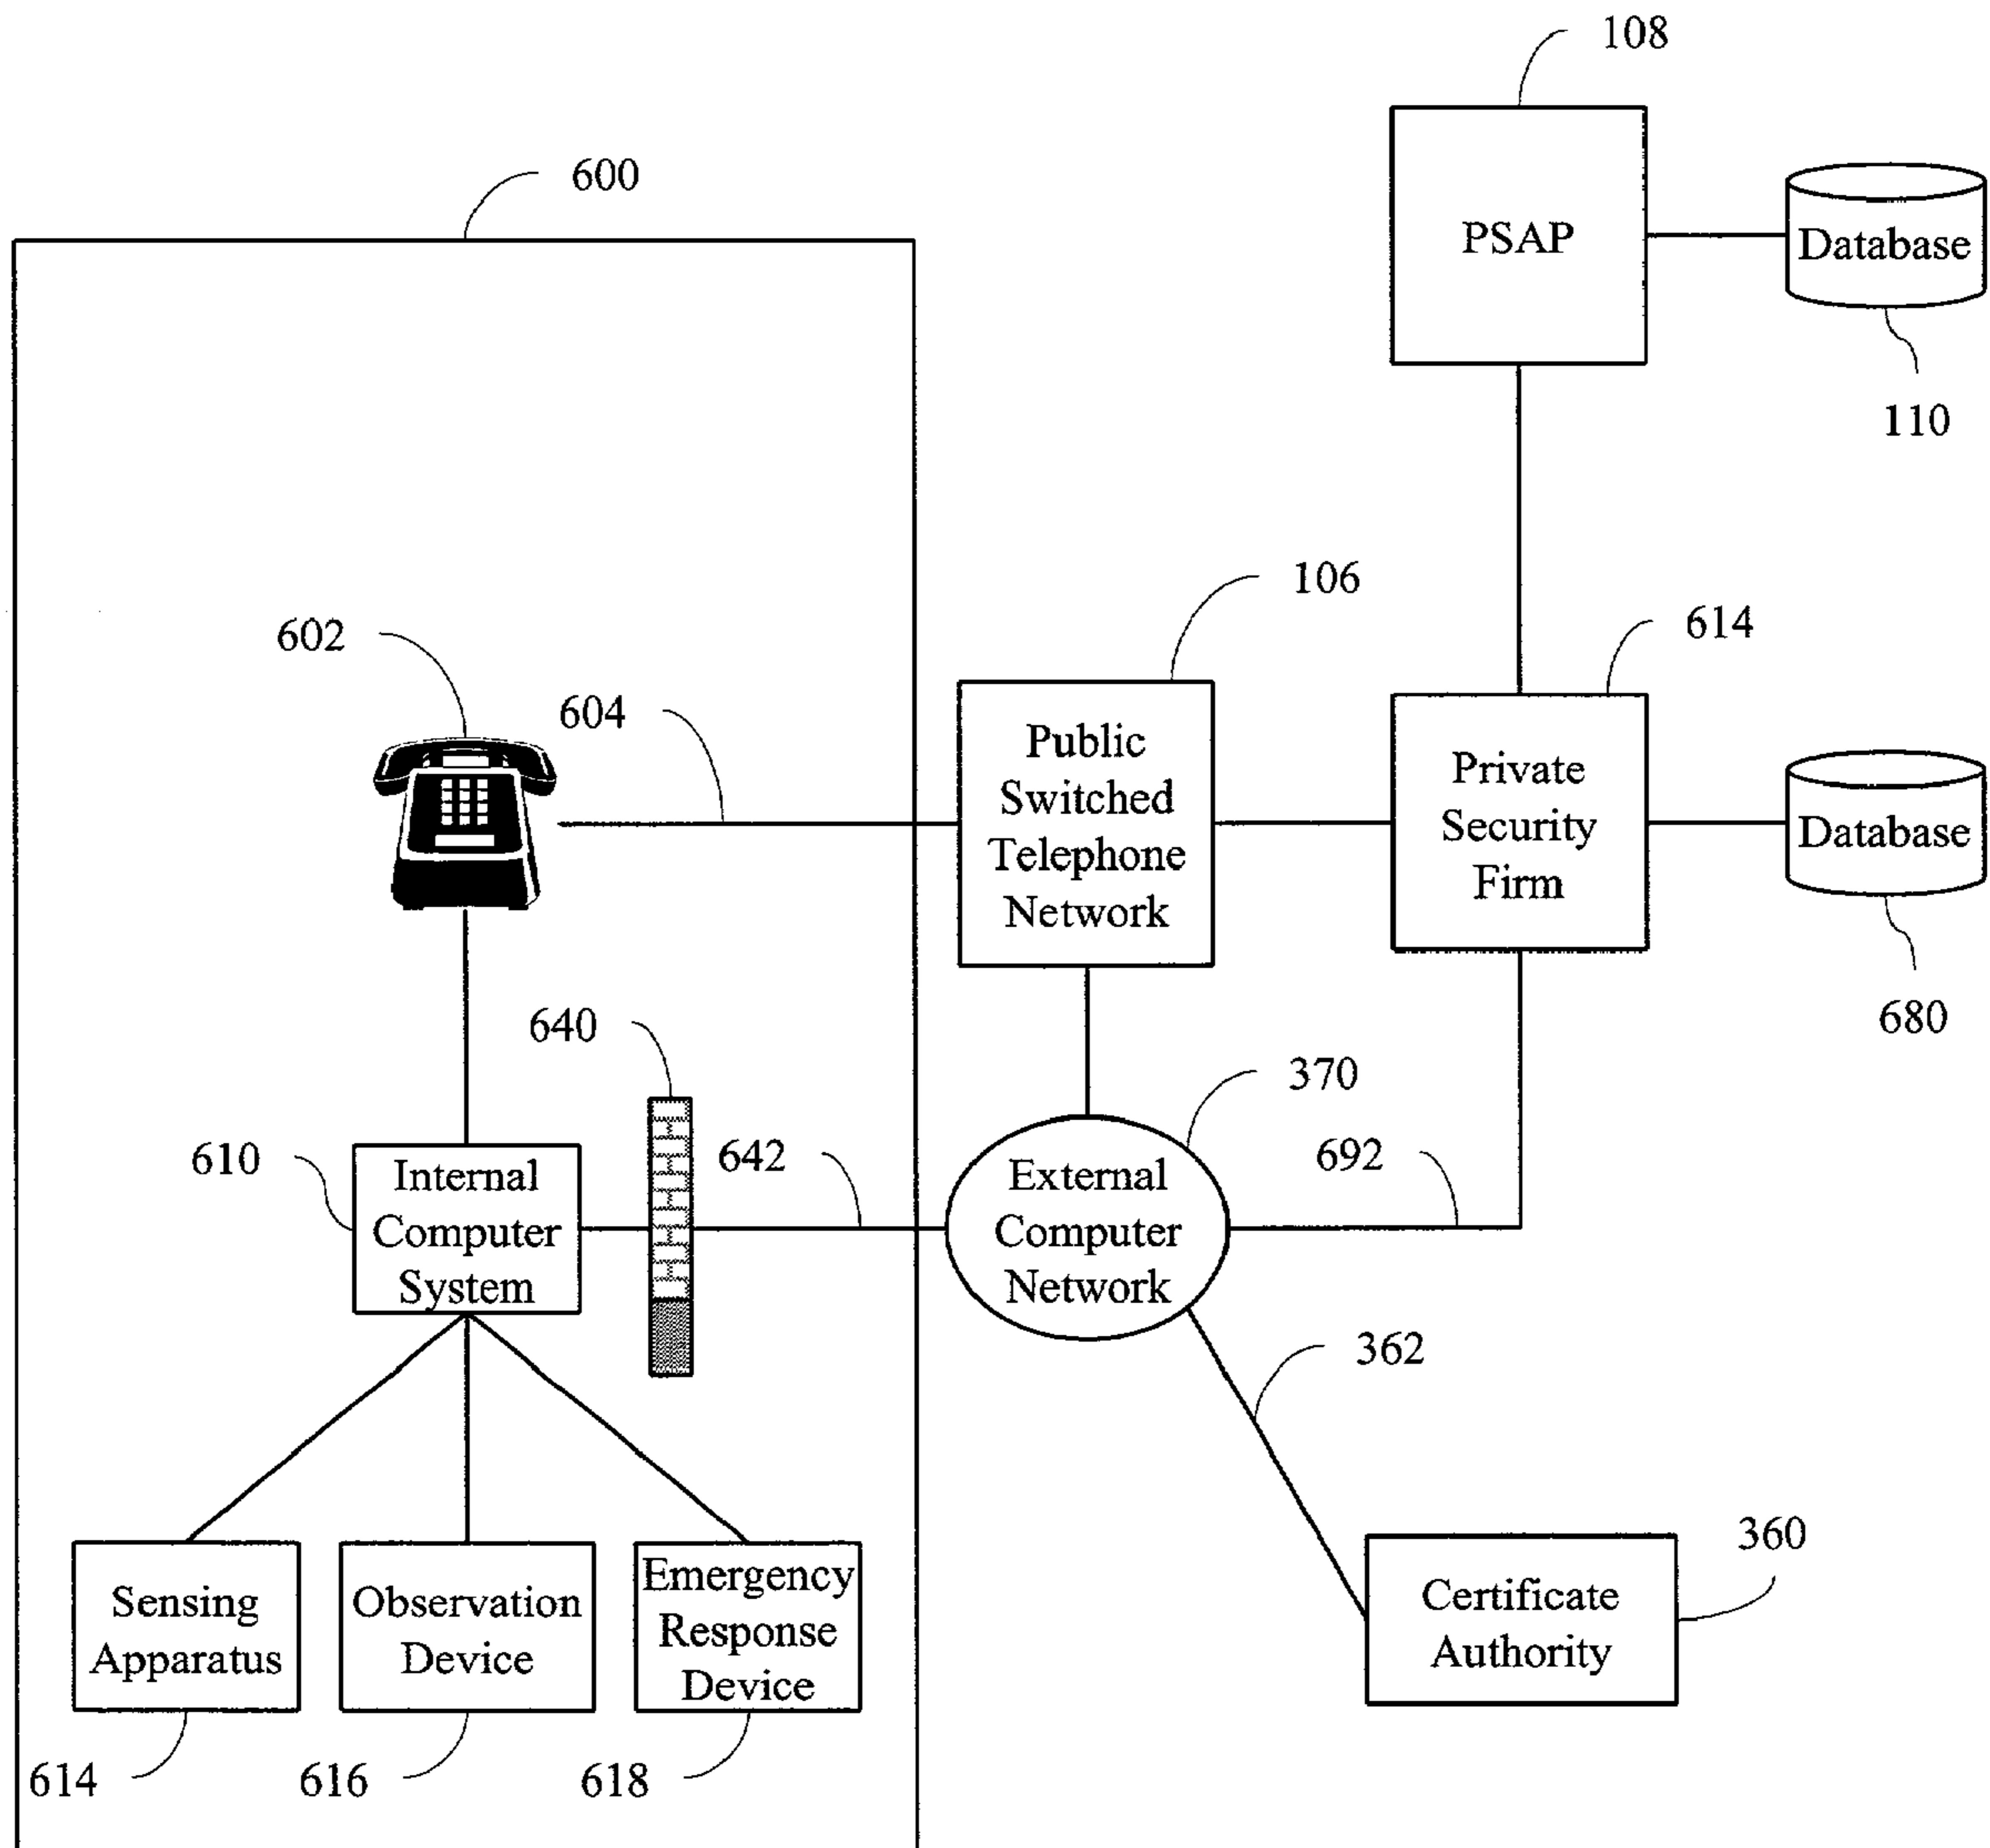 108
600
PSAP
Database
110
106
614
602
604
Public
Switched
Telephone
Network
Private
Security
Firm
Database
680
640
370
610
Internal
Computer
System
642
External
Computer
Network
692
362
360
Certificate
Authority
Sensing
Apparatus
Observation
Device
Emergency
Response
Device
614
616
618